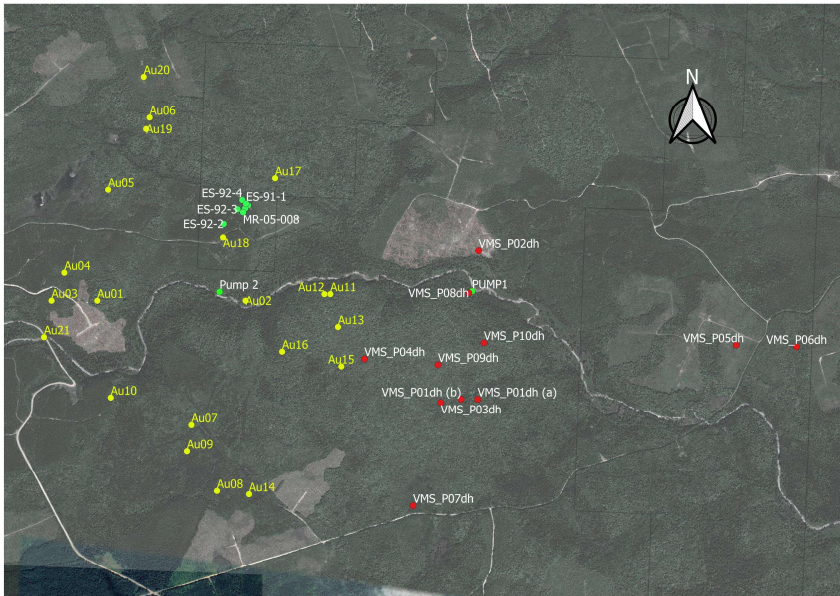 Au20
N
Au06
Au19
Au17
Au05
ES-92-4
ES-91-1
ES-92-3
MR-05-008
ES-92-2
Au18
VMS_P02dh
Au04
Pump 2
Au12
Au11
VMS_P08dh
PUMP1
Au03
Au01
Au02
Au13
Au21
VMS_P10dh
VMS_P05dh
VMS_P06dh
Au16
Au15
VMS_P04dh
VMS_P09dh
Au10
VMS_P01dh (b)
VMS_P01dh (a)
VMS_P03dh
Au07
Au09
Au08
Au14
VMS_P07dh